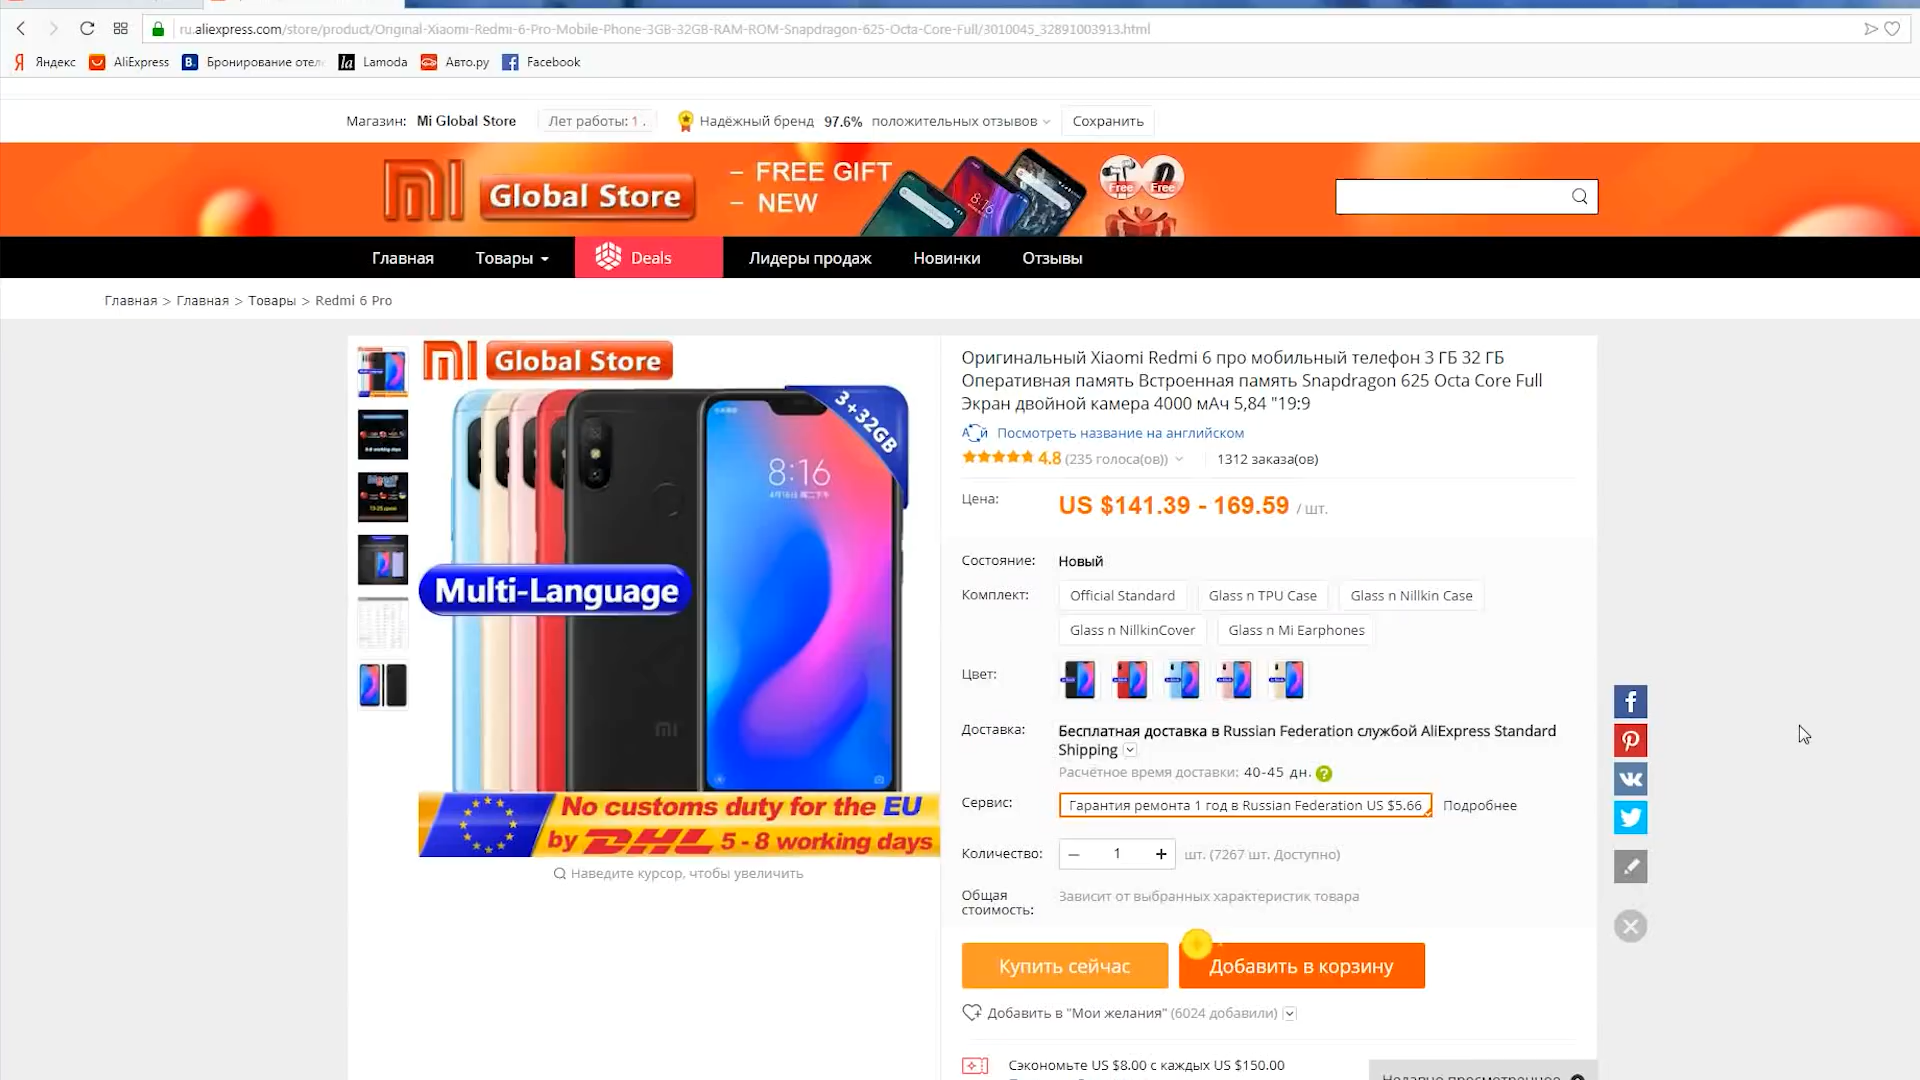 ru.aliexpress.com/store/product/Original-Xiaomi-Redmi-6-Pro-Mobile-Phone-3GB-32GB-RAM-ROM-Snapdragon-625-Octa-Core-Full/3010045_32891003913.html
Яндекс AliExpress Бронирование отел Lamoda Авто.ру Facebook
Магазин: Mi Global Store Лет работы: 1 . Надёжный бренд 97.6% положительных отзывов Сохранить
Global Store
– FREE GIFT
– NEW
8:16
Free Free
Главная Товары Deals Лидеры продаж Новинки Отзывы
Главная > Главная > Товары > Redmi 6 Pro
Global Store
3+32GB
8:16
Multi-Language
No customs duty for the EU
by DHL 5 - 8 working days
Наведите курсор, чтобы увеличить
Оригинальный Xiaomi Redmi 6 про мобильный телефон 3 ГБ 32 ГБ
Оперативная память Встроенная память Snapdragon 625 Octa Core Full
Экран двойной камера 4000 мАч 5,84 "19:9
Посмотреть название на английском
4.8 (235 голоса(ов)) 1312 заказа(ов)
Цена: US $141.39 - 169.59 / шт.
Состояние: Новый
Комплект: Official Standard Glass n TPU Case Glass n Nillkin Case
Glass n NillkinCover Glass n Mi Earphones
Цвет:
Доставка: Бесплатная доставка в Russian Federation службой AliExpress Standard
Shipping
Расчётное время доставки: 40-45 дн. ?
Сервис: Гарантия ремонта 1 год в Russian Federation US $5.66 Подробнее
Количество: – 1 + шт. (7267 шт. Доступно)
Общая
стоимость: Зависит от выбранных характеристик товара
Купить сейчас Добавить в корзину
Добавить в "Мои желания" (6024 добавили)
Сэкономьте US $8.00 с каждых US $150.00
Недавно просмотренное